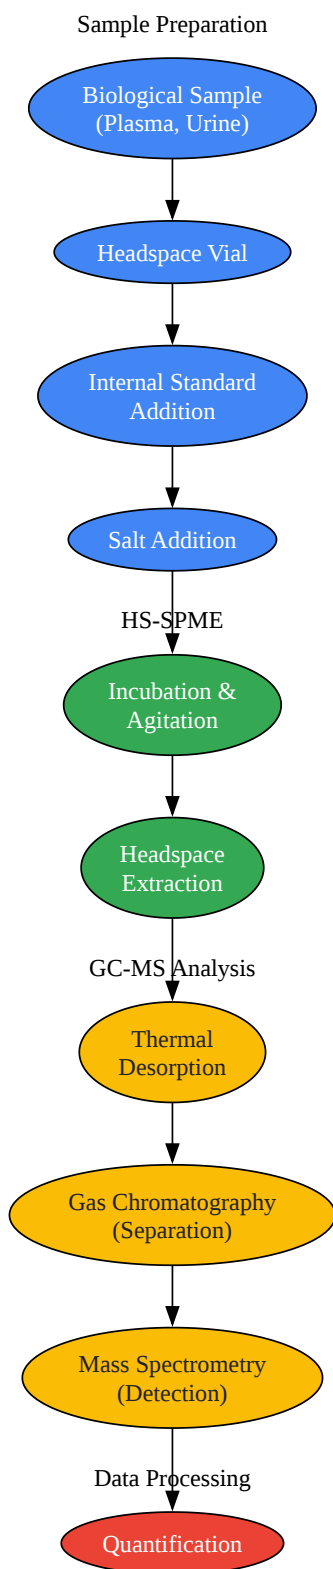 Sample Preparation
Biological Sample
(Plasma, Urine)
Headspace Vial
Internal Standard
Addition
Salt Addition
HS-SPME
Incubation &
Agitation
Headspace
Extraction
GC-MS Analysis
Thermal
Desorption
Gas Chromatography
(Separation)
Mass Spectrometry
(Detection)
Data Processing
Quantification